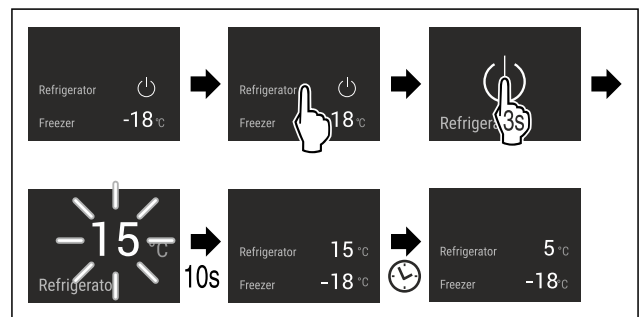 Refrigerator
Freezer -18 °C
Refrigerator
Freezer 18 °C
Refrigera
3s
15 °C
Refrigerato
10s
Refrigerator 15 °C
Freezer -18 °C
Refrigerator 5 °C
Freezer -18°C